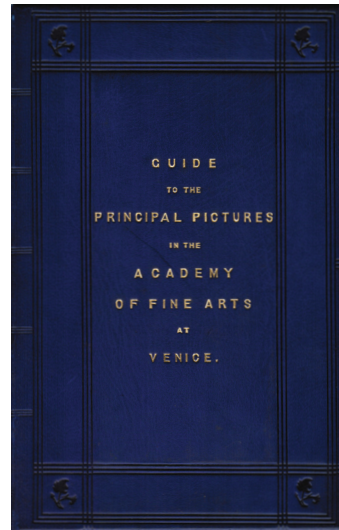 GUIDE
TO THE
PRINCIPAL PICTURES
IN THE
ACADEMY
OF FINE ARTS
AT
VENICE.